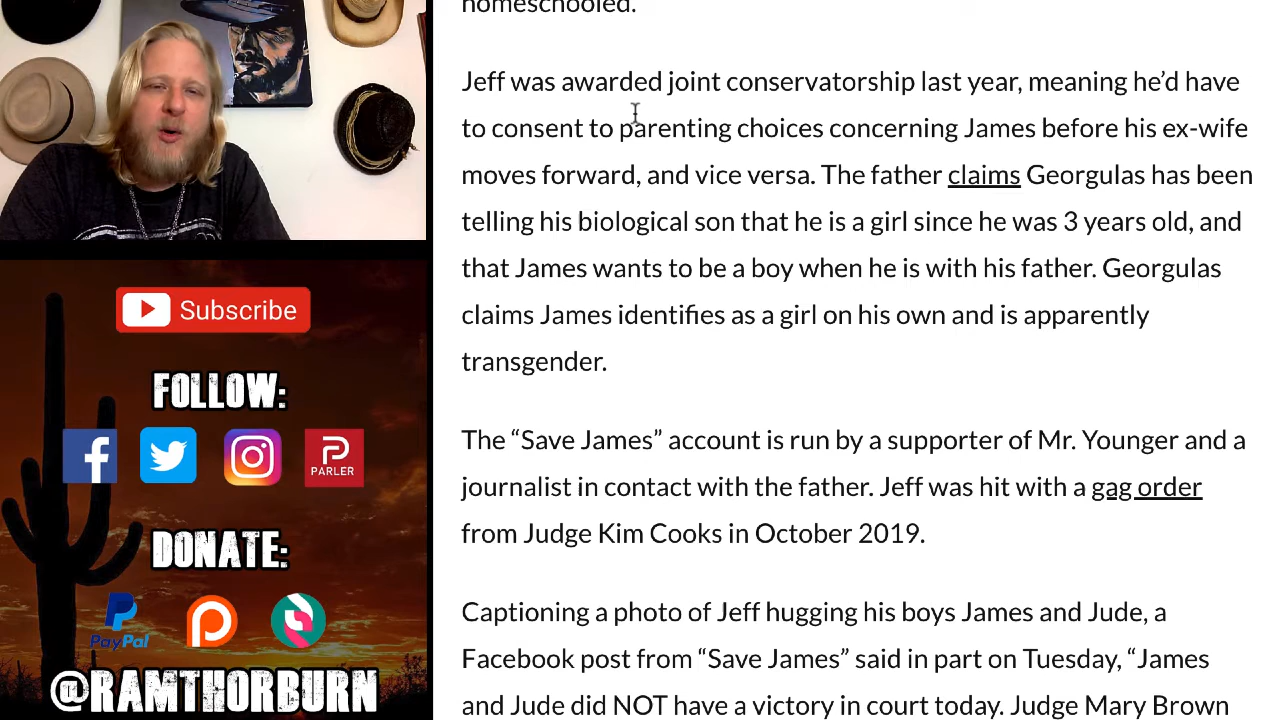 homeschooled.
Jeff was awarded joint conservatorship last year, meaning he’d have
to consent to parenting choices concerning James before his ex-wife
moves forward, and vice versa. The father claims Georgulas has been
telling his biological son that he is a girl since he was 3 years old, and
that James wants to be a boy when he is with his father. Georgulas
claims James identifies as a girl on his own and is apparently
transgender.
The “Save James” account is run by a supporter of Mr. Younger and a
journalist in contact with the father. Jeff was hit with a gag order
from Judge Kim Cooks in October 2019.
Captioning a photo of Jeff hugging his boys James and Jude, a
Facebook post from “Save James” said in part on Tuesday, “James
and Jude did NOT have a victory in court today. Judge Mary Brown
Subscribe
FOLLOW:
PARLER
DONATE:
PayPal
@RAMTHORBURN